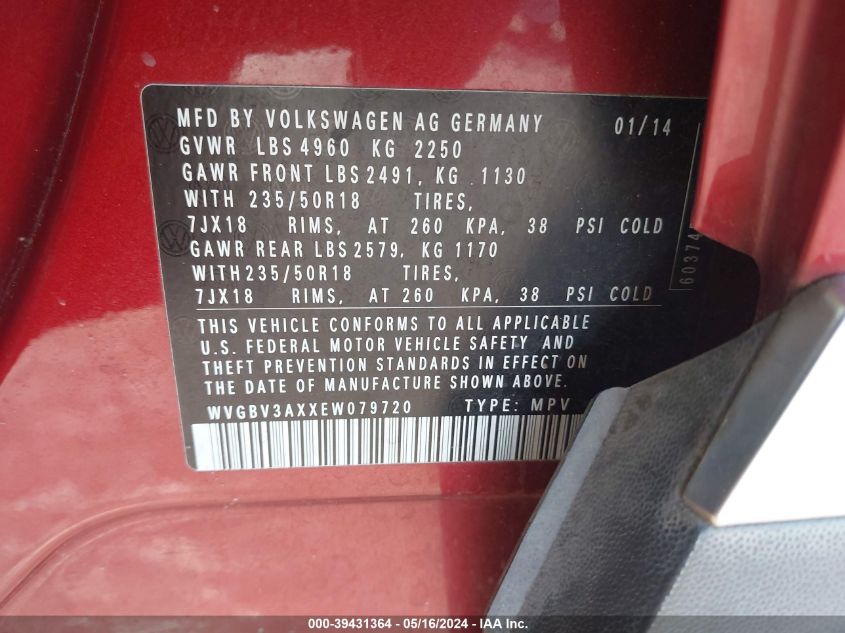 MFD BY VOLKSWAGEN AG GERMANY 01/14
GVWR LBS 4960 KG 2250
GAWR FRONT LBS 2491, KG .1130
WITH 235/50R18 TIRES,
7JX18 RIMS, AT 260 KPA, 38 PSI COLD
GAWR REAR LBS 2579, KG 1170
WITH 235/50R18 TIRES,
7JX18 RIMS, AT 260 KPA, 38 PSI COLD
THIS VEHICLE CONFORMS TO ALL APPLICABLE
U.S. FEDERAL MOTOR VEHICLE SAFETY AND
THEFT PREVENTION STANDARDS IN EFFECT ON
THE DATE OF MANUFACTURE SHOWN ABOVE.
WVGBV3AXXEW079720 TYPE: MPV
000-39431364 - 05/16/2024 - IAA Inc.